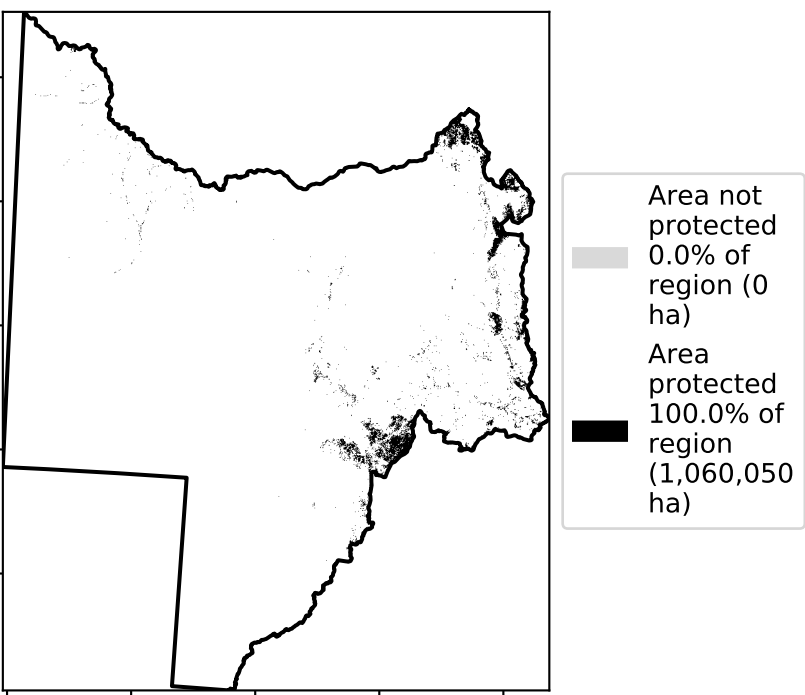 Area not
protected
0.0% of
region (0
ha)
Area
protected
100.0% of
region
(1,060,050
ha)